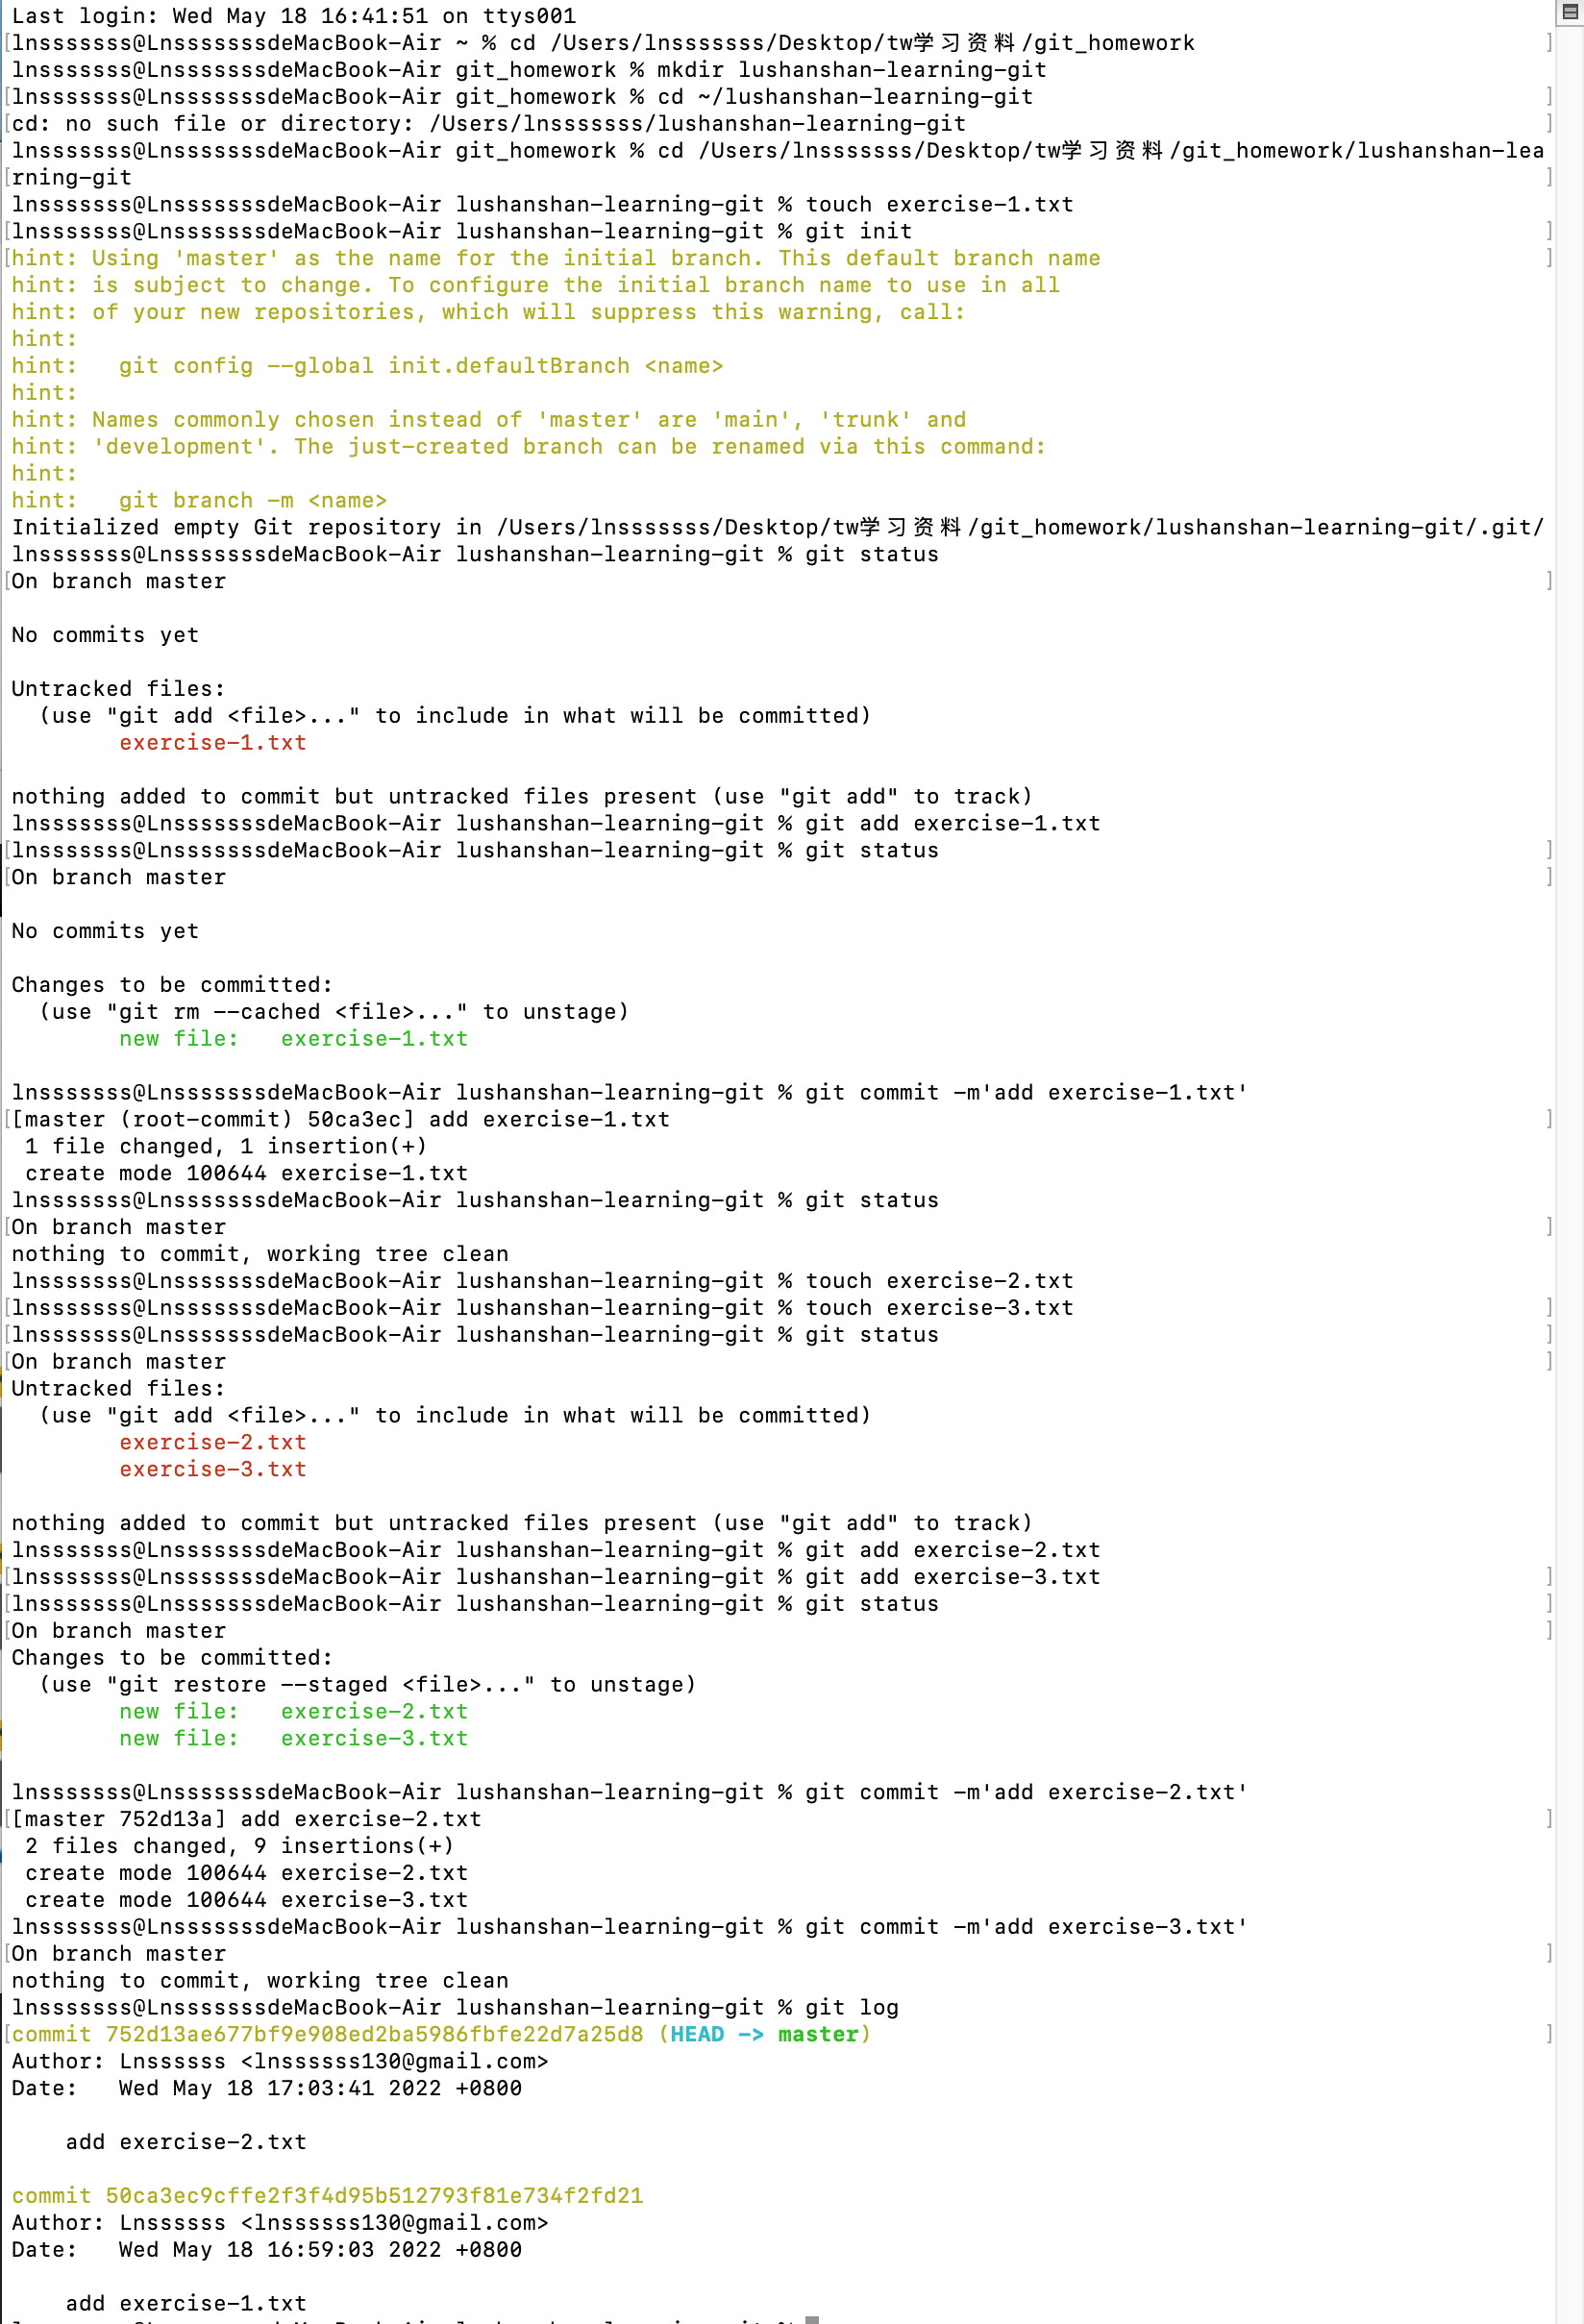 Last login: Wed May 18 16:41:51 on ttys001
lnsssssss@LnsssssssdeMacBook-Air ~ % cd /Users/lnsssssss/Desktop/tw学习资料/git_homework
lnsssssss@LnsssssssdeMacBook-Air git_homework % mkdir lushanshan-learning-git
lnsssssss@LnsssssssdeMacBook-Air git_homework % cd ~/lushanshan-learning-git
cd: no such file or directory: /Users/lnsssssss/lushanshan-learning-git
lnsssssss@LnsssssssdeMacBook-Air git_homework % cd /Users/lnsssssss/Desktop/tw学习资料/git_homework/lushanshan-lea
rning-git
lnsssssss@LnsssssssdeMacBook-Air lushanshan-learning-git % touch exercise-1.txt
lnsssssss@LnsssssssdeMacBook-Air lushanshan-learning-git % git init
hint: Using 'master' as the name for the initial branch. This default branch name
hint: is subject to change. To configure the initial branch name to use in all
hint: of your new repositories, which will suppress this warning, call:
hint:
hint:   git config --global init.defaultBranch <name>
hint:
hint: Names commonly chosen instead of 'master' are 'main', 'trunk' and
hint: 'development'. The just-created branch can be renamed via this command:
hint:
hint:   git branch -m <name>
Initialized empty Git repository in /Users/lnsssssss/Desktop/tw学习资料/git_homework/lushanshan-learning-git/.git/
lnsssssss@LnsssssssdeMacBook-Air lushanshan-learning-git % git status
On branch master
No commits yet
Untracked files:
  (use "git add <file>..." to include in what will be committed)
        exercise-1.txt
nothing added to commit but untracked files present (use "git add" to track)
lnsssssss@LnsssssssdeMacBook-Air lushanshan-learning-git % git add exercise-1.txt
lnsssssss@LnsssssssdeMacBook-Air lushanshan-learning-git % git status
On branch master
No commits yet
Changes to be committed:
  (use "git rm --cached <file>..." to unstage)
        new file:   exercise-1.txt
lnsssssss@LnsssssssdeMacBook-Air lushanshan-learning-git % git commit -m'add exercise-1.txt'
[master (root-commit) 50ca3ec] add exercise-1.txt
 1 file changed, 1 insertion(+)
 create mode 100644 exercise-1.txt
lnsssssss@LnsssssssdeMacBook-Air lushanshan-learning-git % git status
On branch master
nothing to commit, working tree clean
lnsssssss@LnsssssssdeMacBook-Air lushanshan-learning-git % touch exercise-2.txt
lnsssssss@LnsssssssdeMacBook-Air lushanshan-learning-git % touch exercise-3.txt
lnsssssss@LnsssssssdeMacBook-Air lushanshan-learning-git % git status
On branch master
Untracked files:
  (use "git add <file>..." to include in what will be committed)
        exercise-2.txt
        exercise-3.txt
nothing added to commit but untracked files present (use "git add" to track)
lnsssssss@LnsssssssdeMacBook-Air lushanshan-learning-git % git add exercise-2.txt
lnsssssss@LnsssssssdeMacBook-Air lushanshan-learning-git % git add exercise-3.txt
lnsssssss@LnsssssssdeMacBook-Air lushanshan-learning-git % git status
On branch master
Changes to be committed:
  (use "git restore --staged <file>..." to unstage)
        new file:   exercise-2.txt
        new file:   exercise-3.txt
lnsssssss@LnsssssssdeMacBook-Air lushanshan-learning-git % git commit -m'add exercise-2.txt'
[master 752d13a] add exercise-2.txt
 2 files changed, 9 insertions(+)
 create mode 100644 exercise-2.txt
 create mode 100644 exercise-3.txt
lnsssssss@LnsssssssdeMacBook-Air lushanshan-learning-git % git commit -m'add exercise-3.txt'
On branch master
nothing to commit, working tree clean
lnsssssss@LnsssssssdeMacBook-Air lushanshan-learning-git % git log
commit 752d13ae677bf9e908ed2ba5986fbfe22d7a25d8 (HEAD -> master)
Author: Lnssssss <lnssssss130@gmail.com>
Date:   Wed May 18 17:03:41 2022 +0800
    add exercise-2.txt
commit 50ca3ec9cffe2f3f4d95b512793f81e734f2fd21
Author: Lnssssss <lnssssss130@gmail.com>
Date:   Wed May 18 16:59:03 2022 +0800
    add exercise-1.txt